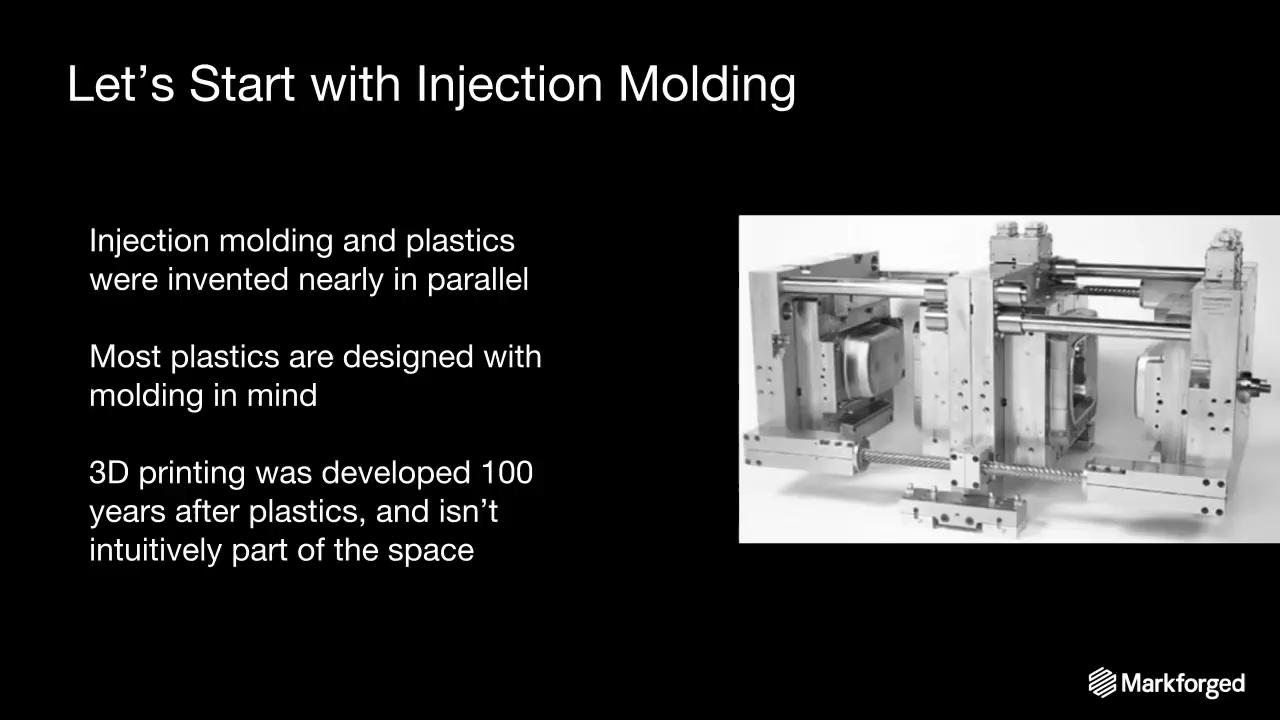 Let’s Start with Injection Molding
Injection molding and plastics
were invented nearly in parallel
Most plastics are designed with
molding in mind
3D printing was developed 100
years after plastics, and isn’t
intuitively part of the space
Markforged